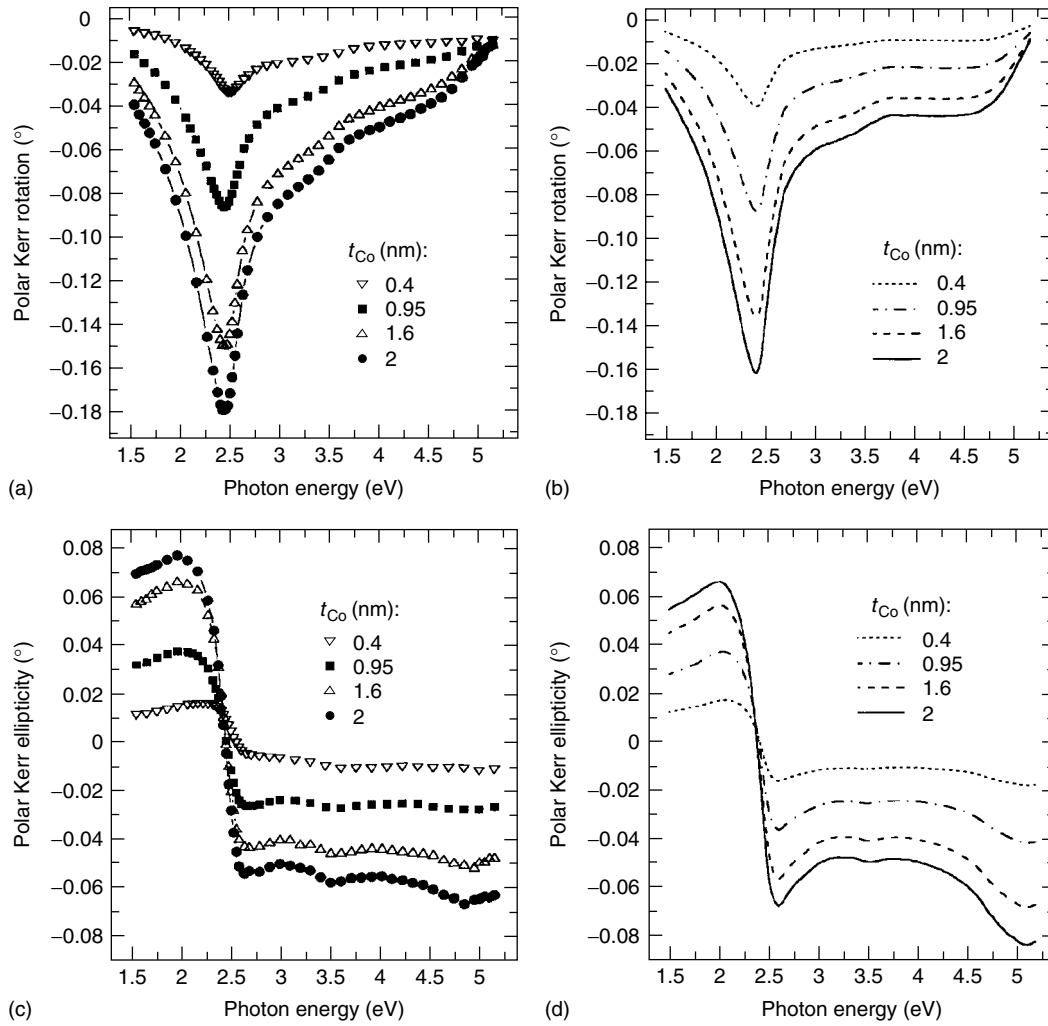 0
−0.02
−0.04
−0.06
−0.08
−0.10
−0.12
−0.14
−0.16
−0.18
Polar Kerr rotation (°)
tCo (nm):
0.4
0.95
1.6
2
1.5 2 2.5 3 3.5 4 4.5 5
Photon energy (eV)
(a)
0
−0.02
−0.04
−0.06
−0.08
−0.10
−0.12
−0.14
−0.16
−0.18
Polar Kerr rotation (°)
tCo (nm):
0.4
0.95
1.6
2
1.5 2 2.5 3 3.5 4 4.5 5
Photon energy (eV)
(b)
0.08
0.06
0.04
0.02
0
−0.02
−0.04
−0.06
−0.08
Polar Kerr ellipticity (°)
tCo (nm):
0.4
0.95
1.6
2
1.5 2 2.5 3 3.5 4 4.5 5
Photon energy (eV)
(c)
0.08
0.06
0.04
0.02
0
−0.02
−0.04
−0.06
−0.08
Polar Kerr ellipticity (°)
tCo (nm):
0.4
0.95
1.6
2
1.5 2 2.5 3 3.5 4 4.5 5
Photon energy (eV)
(d)